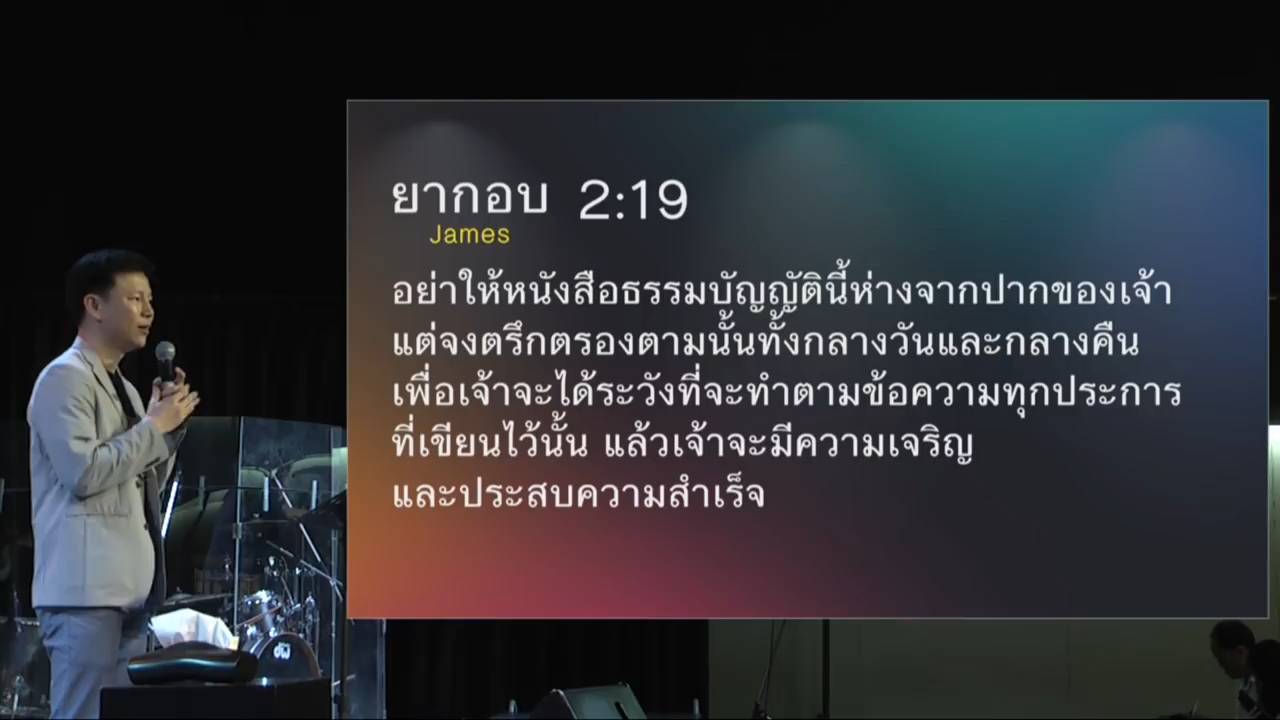 ยากอบ 2:19
James
อย่าให้หนังสือธรรมบัญญัตินี้ห่างจากปากของเจ้า
แต่จงตรึกตรองตามนั้นทั้งกลางวันและกลางคืน
เพื่อเจ้าจะได้ระวังที่จะทำตามข้อความทุกประการ
ที่เขียนไว้นั้น แล้วเจ้าจะมีความเจริญ
และประสบความสำเร็จ
dw